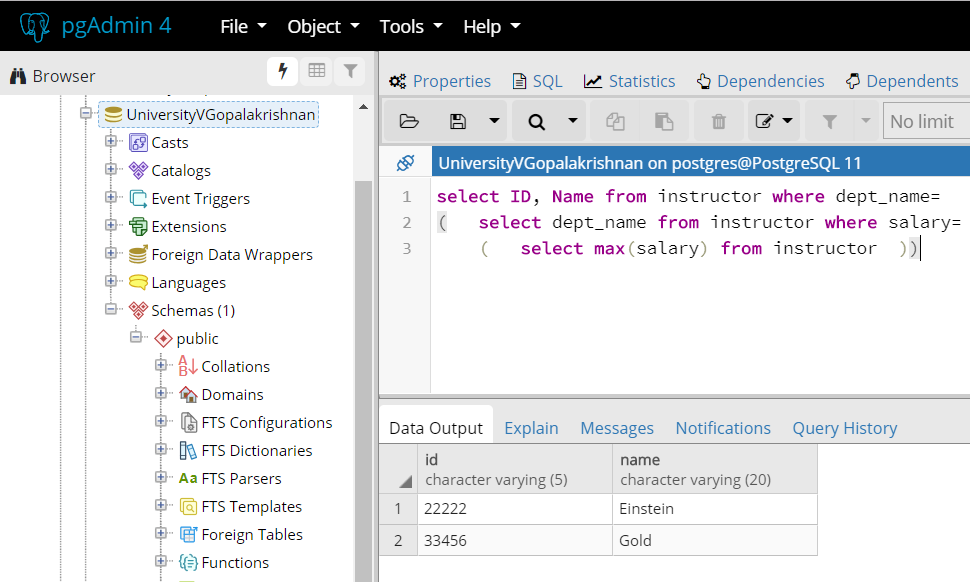 pgAdmin 4 File Object Tools Help
Browser
UniversityVGopalakrishnan
Casts
Catalogs
Event Triggers
Extensions
Foreign Data Wrappers
Languages
Schemas (1)
public
Collations
Domains
FTS Configurations
FTS Dictionaries
Aa FTS Parsers
FTS Templates
Foreign Tables
Functions
Properties SQL Statistics Dependencies Dependents
No limit
UniversityVGopalakrishnan on postgres@PostgreSQL 11
1 select ID, Name from instructor where dept_name=
2 ( select dept_name from instructor where salary=
3 ( select max(salary) from instructor ))
Data Output Explain Messages Notifications Query History
id name
character varying (5) character varying (20)
1 22222 Einstein
2 33456 Gold